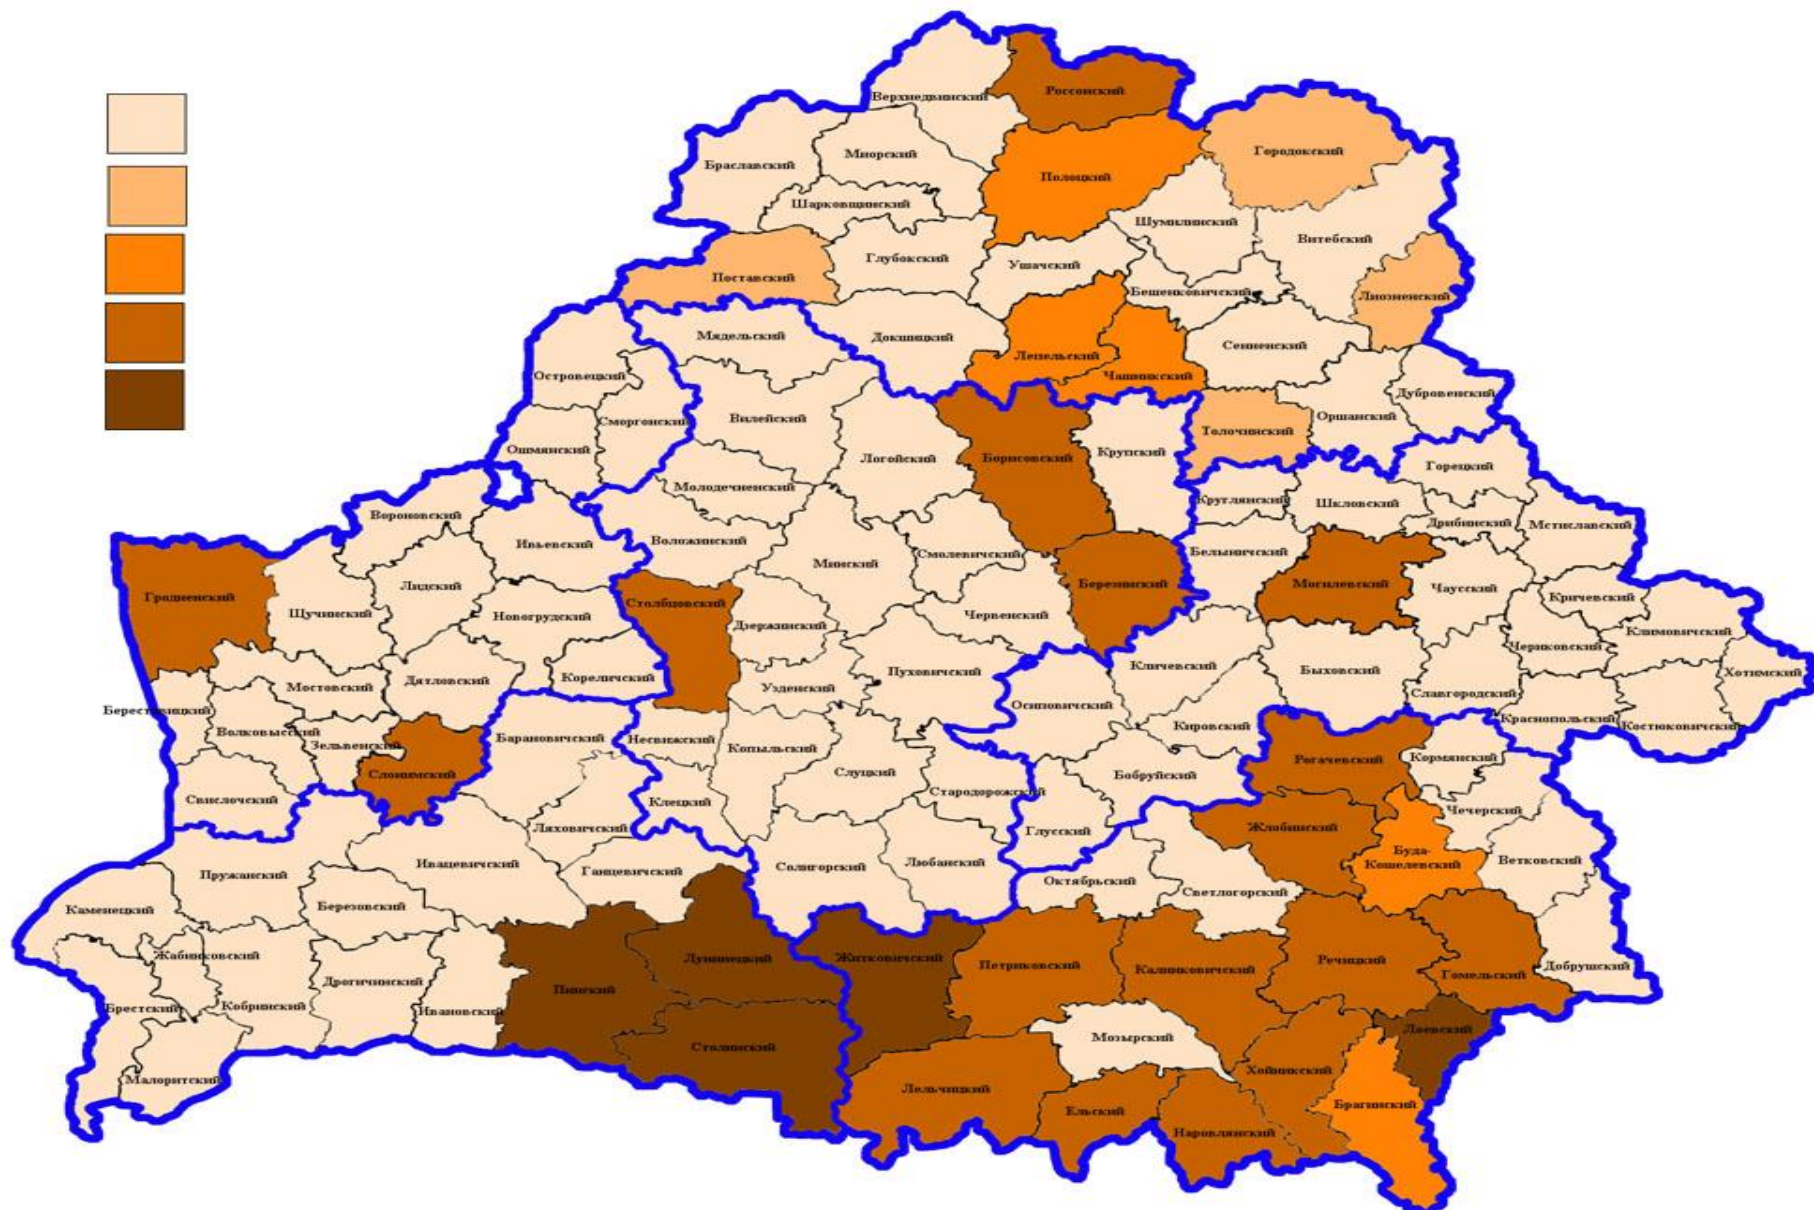 Россонский
Верхнедвинский
Городокский
Миорский
Браславский
Полоцкий
Шарковщинский
Шумилинский
Витебский
Глубокский
Ушачский
Поставский
Бешенковичский
Лиозненский
Мядельский
Докшицкий
Сенненский
Лепельский
Чашникский
Островецкий
Дубровенский
Оршанский
Вилейский
Сморгонский
Толочинский
Ошмянский
Крупский
Логойский
Борисовский
Горецкий
Молодечненский
Круглянский
Шкловский
Вороновский
Дрибинский
Мстиславский
Воложинский
Ивьевский
Смолевичский
Белыничский
Минский
Березинский
Могилевский
Лидский
Чаусский
Гродненский
Кричевский
Столбцовский
Щучинский
Новогрудский
Червенский
Дзержинский
Климовичский
Чериковский
Кличевский
Пуховичский
Быховский
Хотимский
Кореличский
Дятловский
Мостовский
Узденский
Славгородский
Осиповичский
Берестовицкий
Краснопольский
Костюковичский
Кировский
Волковысский
Барановичский
Несвижский
Зельвенский
Копыльский
Кормянский
Рогачевский
Слонимский
Слуцкий
Бобруйский
Стародорожский
Свислочский
Клецкий
Чечерский
Ляховичский
Жлобинский
Глусский
Буда-
Кошелевский
Ветковский
Ивацевичский
Любанский
Солигорский
Ганцевичский
Пружанский
Октябрьский
Светлогорский
Березовский
Каменецкий
Жабинковский
Лунинецкий
Житковичский
Петриковский
Калинковичский
Речицкий
Добрушский
Гомельский
Дрогичинский
Пинский
Кобринский
Брестский
Ивановский
Лоевский
Мозырский
Столинский
Хойникский
Малоритский
Лельчицкий
Брагинский
Ельский
Наровлянский